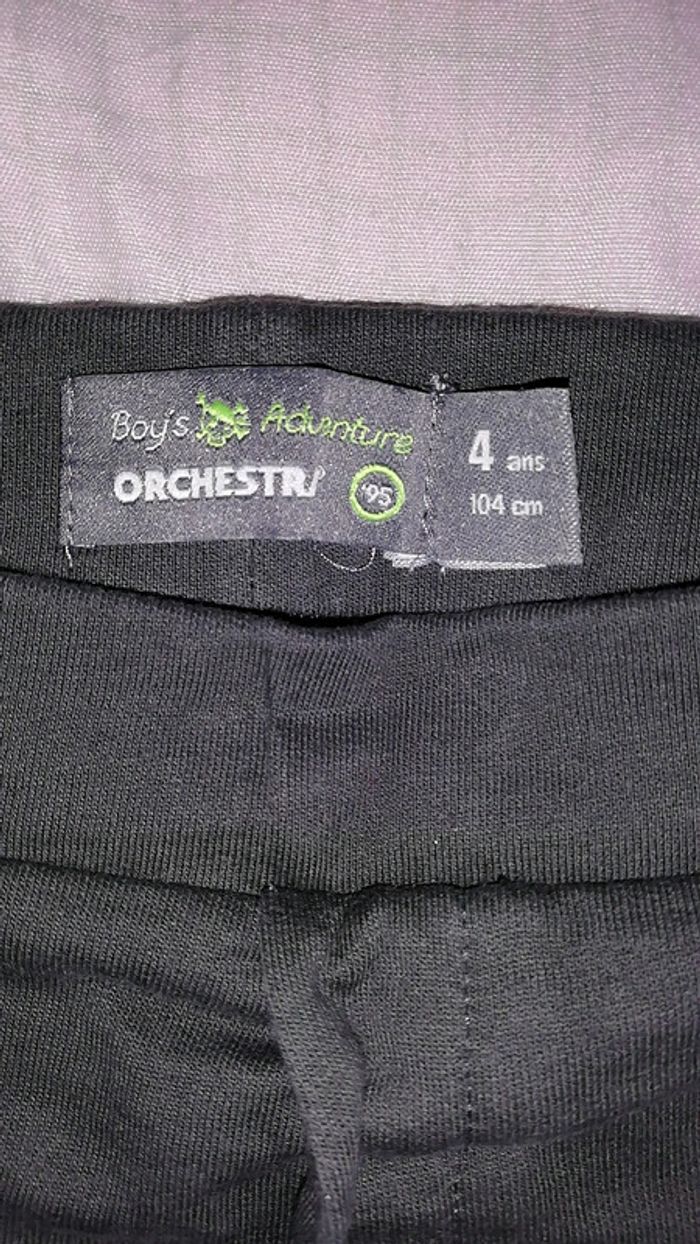 Boy's Adventure
ORCHESTRA '95
4 ans
104 cm